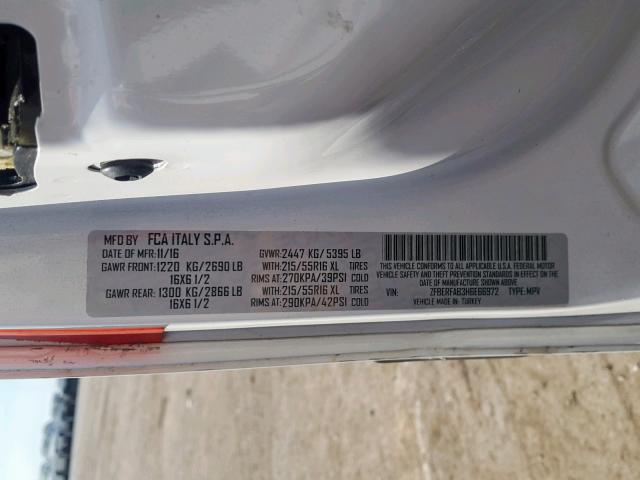 MFD BY FCA ITALY S.P.A.
DATE OF MFR:11/16 GVWR:2447 KG/5395 LB
GAWR FRONT:1220 KG/2690 LB WITH:215/55R16 XL TIRES
16X6 1/2 RIMS AT:270KPA/39PSI COLD
GAWR REAR:1300 KG/2866 LB WITH:215/55R16 XL TIRES
16X6 1/2 RIMS AT:290KPA/42PSI COLD
THIS VEHICLE CONFORMS TO ALL APPLICABLE U.S.A. FEDERAL MOTOR
VEHICLE SAFETY AND THEFT PREVENTION STANDARDS IN EFFECT ON THE
DATE OF MANUFACTURE SHOWN ABOVE
VIN: ZFBERFAB3H6E66972 TYPE:MPV
MADE IN: TURKEY